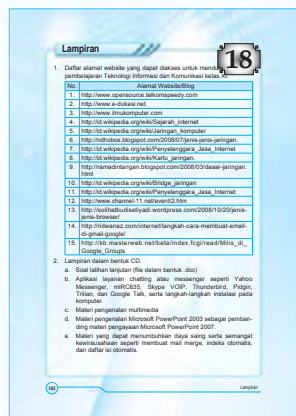 Lampiran
18
1. Daftar alamat website yang dapat diakses untuk mendu
pembelajaran Teknologi Informasi dan Komunikasi kelas XI.
No. Alamat Website/Blog
1. http://www.opensource.telkomspeedy.com
2. http://www.e-dukasi.net
3. http://www.ilmukomputer.com
4. http://id.wikipedia.org/wiki/Sejarah_internet
5. http://id.wikipedia.org/wiki/Jaringan_komputer
6. http://ndhobos.blogspot.com/2008/07/jenis-jenis-jaringan.
7. http://id.wikipedia.org/wiki/Penyelenggara_Jasa_Internet
8. http://id.wikipedia.org/wiki/Kartu_jaringan.
9. http://ramadintarigan.blogspot.com/2008/03/dasar-jaringan.
html
10. http://id.wikipedia.org/wiki/Bridge_jaringan
11. http://id.wikipedia.org/wiki/Penyelenggara_Jasa_Internet
12. http://www.channel-11.net/event/2.htm
13. http://solihatbudisetiyadi.wordpress.com/2008/10/20/jenis-
jenis-browser/
14. http://ridwanaz.com/internet/langkah-cara-membuat-email-
di-gmail-google/
15. http://kb.masterweb.net/beta/index.fcgi/read/Milis_di_
Google_Groups
2. Lampiran dalam bentuk CD.
a. Soal latihan lanjutan (file dalam bentuk .doc)
b. Aplikasi layanan chatting atau messenger seperti Yahoo
Messenger, mIRC635, Skype VOIP, Thunderbird, Pidgin,
Trilian, dan Google Talk, serta langkah-langkah instalasi pada
komputer.
c. Materi pengenalan multimedia
d. Materi pengenalan Microsoft PowerPoint 2003 sebagai pemban-
ding materi pengayaan Microsoft PowerPoint 2007.
e. Materi yang dapat menumbuhkan daya saing serta semangat
kewirausahaan seperti membuat mail merge, indeks otomatis,
dan daftar isi otomatis.
182 Lampiran